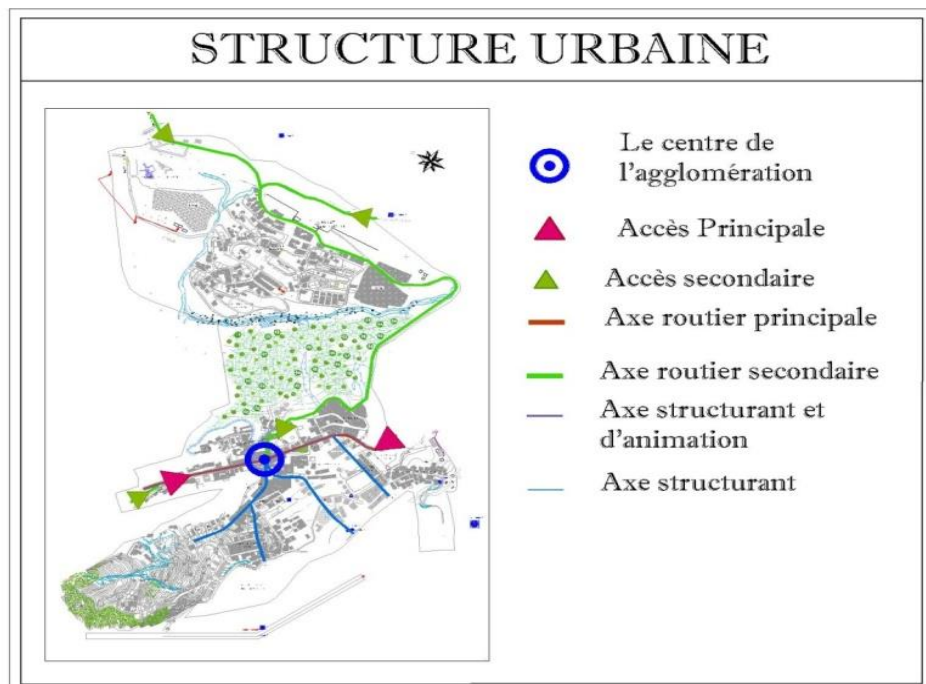 STRUCTURE URBAINE
Le centre de
l'agglomération
Accès Principale
Accès secondaire
Axe routier principale
Axe routier secondaire
Axe structurant et
d'animation
Axe structurant